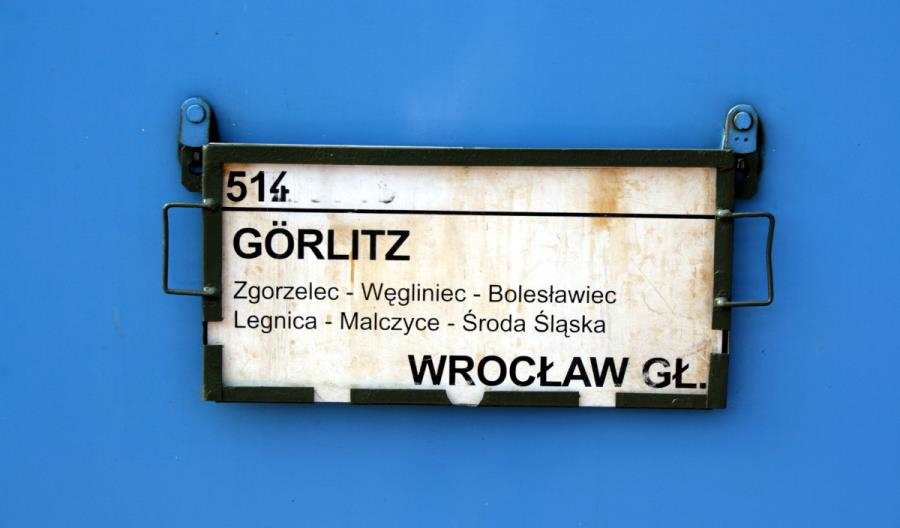 514
GÖRLITZ
Zgorzelec - Węgliniec - Bolesławiec
Legnica - Malczyce - Środa Śląska
WROCŁAW GŁ.